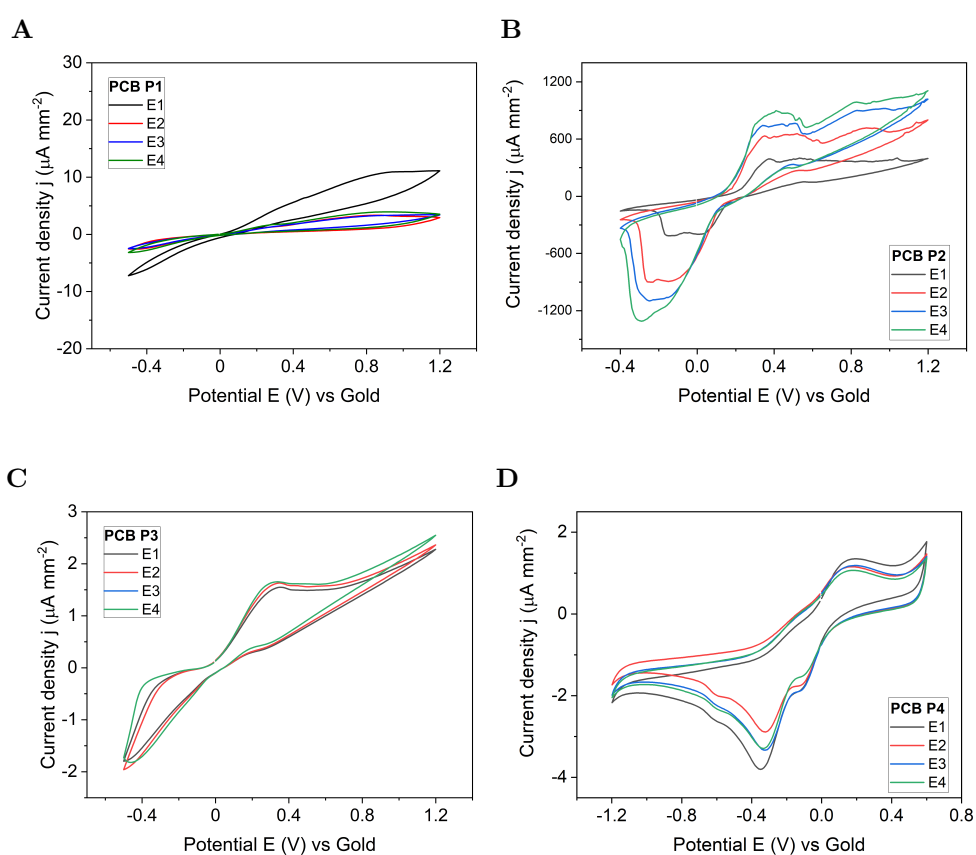 A
30
20
10
0
-10
-20
-0.4
0
0.4
0.8
1.2
Current density j (µA mm-2)
Potential E (V) vs Gold
PCB P1
E1
E2
E3
E4
B
1200
600
0
-600
-1200
-0.4
0.0
0.4
0.8
1.2
Current density j (µA mm-2)
Potential E (V) vs Gold
PCB P2
E1
E2
E3
E4
C
3
2
1
0
-1
-2
-0.4
0
0.4
0.8
1.2
Current density j (µA mm-2)
Potential E (V) vs Gold
PCB P3
E1
E2
E3
E4
D
2
0
-2
-4
-1.2
-0.8
-0.4
0.0
0.4
0.8
Current density j (µA mm-2)
Potential E (V) vs Gold
PCB P4
E1
E2
E3
E4